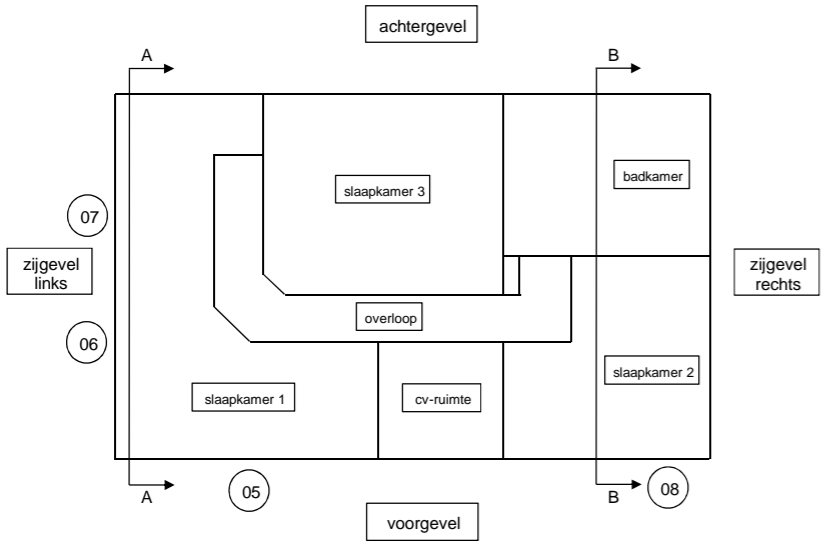 achtergevel
A
B
badkamer
slaapkamer 3
07
zijgevel
links
zijgevel
rechts
overloop
06
slaapkamer 2
slaapkamer 1
cv-ruimte
A
05
B
08
voorgevel